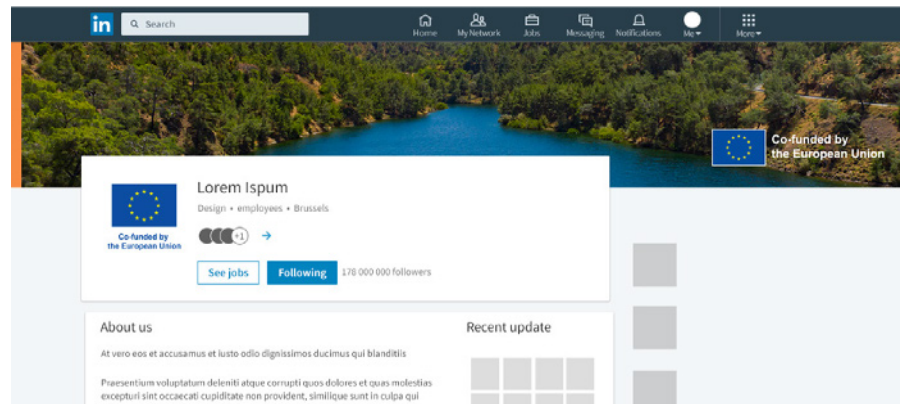 in
Search
Home My Network Jobs Messaging Notifications Me More
Co-funded by
the European Union
Lorem Ispum
Design • employees • Brussels
Co-funded by
the European Union
+1
See jobs Following 178 000 000 followers
About us
At vero eos et accusamus et iusto odio dignissimos ducimus qui blanditiis
Praesentium voluptatum deleniti atque corrupti quos dolores et quas molestias
excepturi sint occaecati cupiditate non provident, similique sunt in culpa qui
Recent update